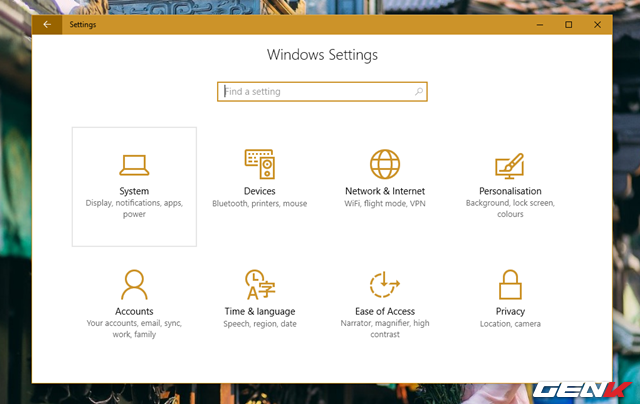 Settings
Windows Settings
Find a setting
System
Display, notifications, apps,
power
Devices
Bluetooth, printers, mouse
Network & Internet
WiFi, flight mode, VPN
Personalisation
Background, lock screen,
colours
Accounts
Your accounts, email, sync,
work, family
Time & language
Speech, region, date
Ease of Access
Narrator, magnifier, high
contrast
Privacy
Location, camera
GENK